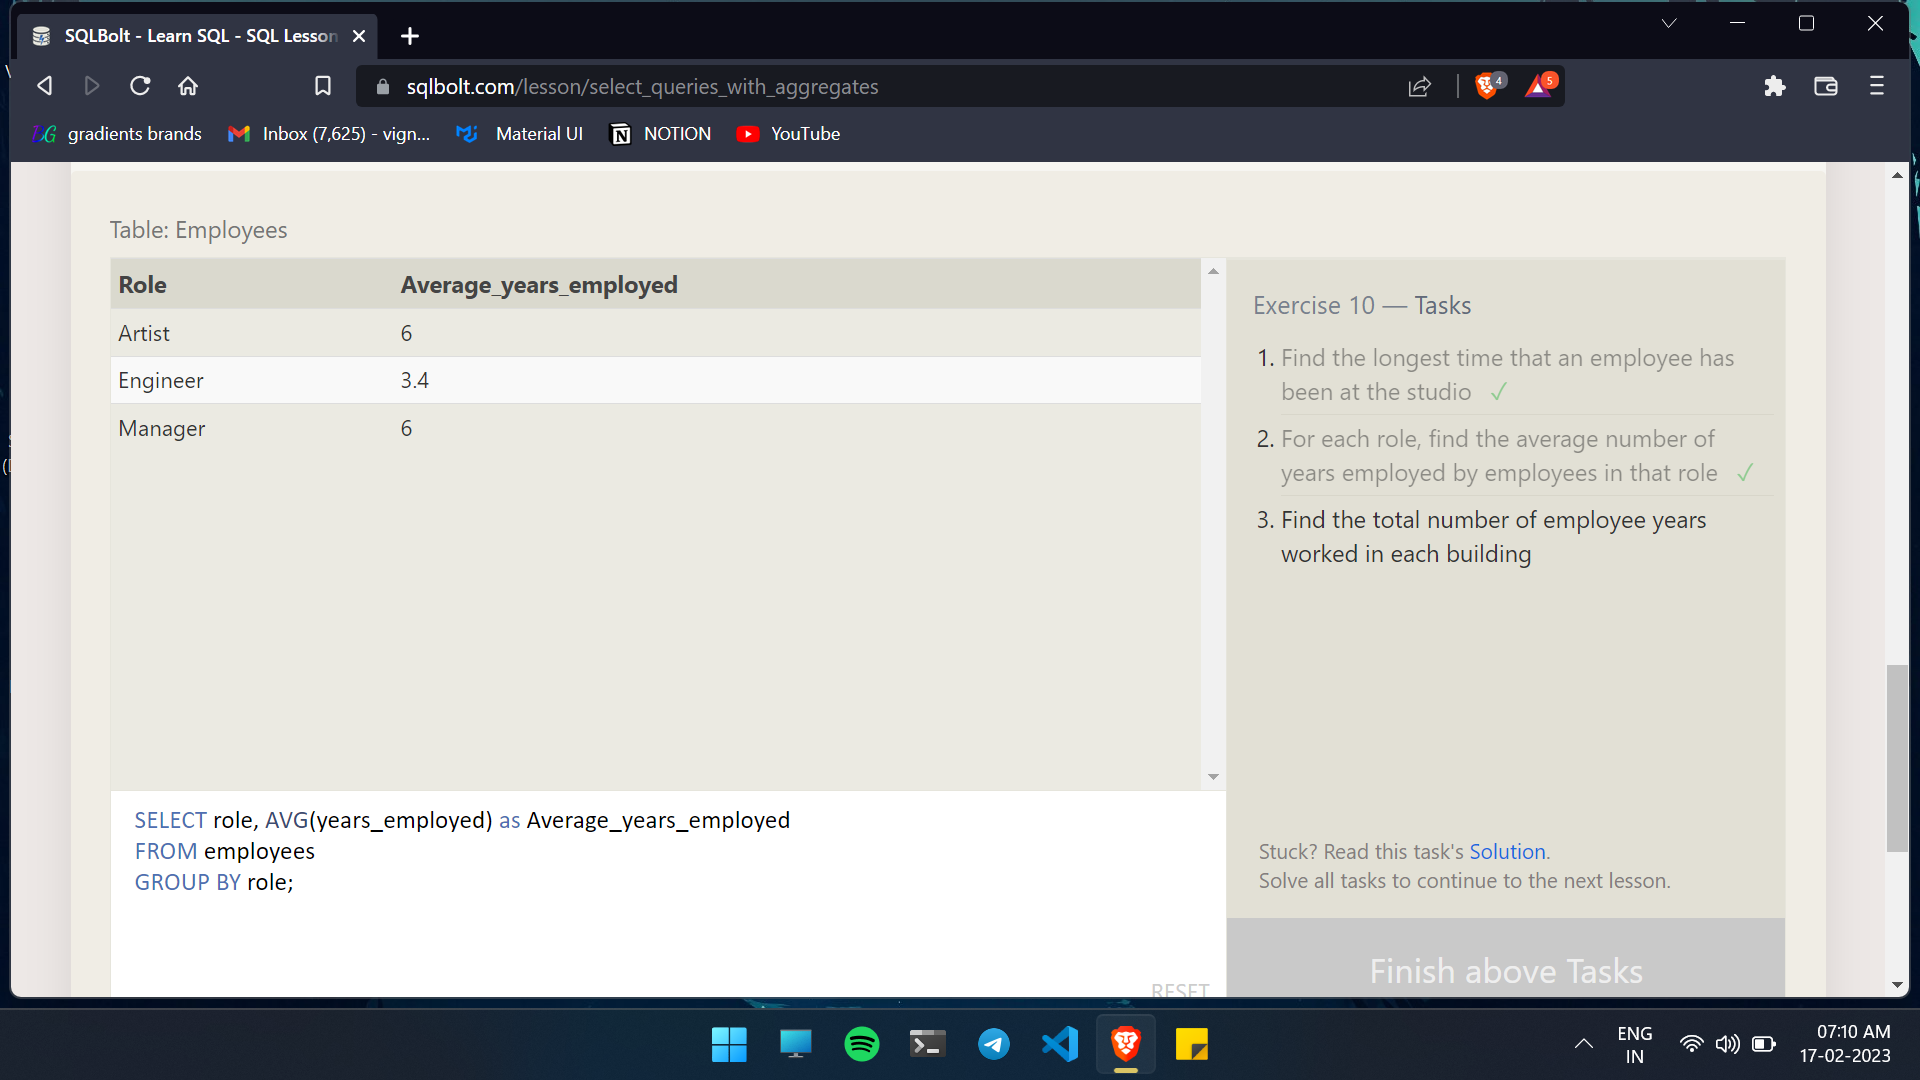 SQLBolt - Learn SQL - SQL Lesson
sqlbolt.com/lesson/select_queries_with_aggregates
4
5
BG gradients brands
Inbox (7,625) - vign...
Material UI
NOTION
YouTube
Table: Employees
Role Average_years_employed
Artist 6
Engineer 3.4
Manager 6
Exercise 10 — Tasks
1. Find the longest time that an employee has
been at the studio ✓
2. For each role, find the average number of
years employed by employees in that role ✓
3. Find the total number of employee years
worked in each building
SELECT role, AVG(years_employed) as Average_years_employed
FROM employees
GROUP BY role;
RESET
Stuck? Read this task's Solution.
Solve all tasks to continue to the next lesson.
Finish above Tasks
ENG
IN
07:10 AM
17-02-2023